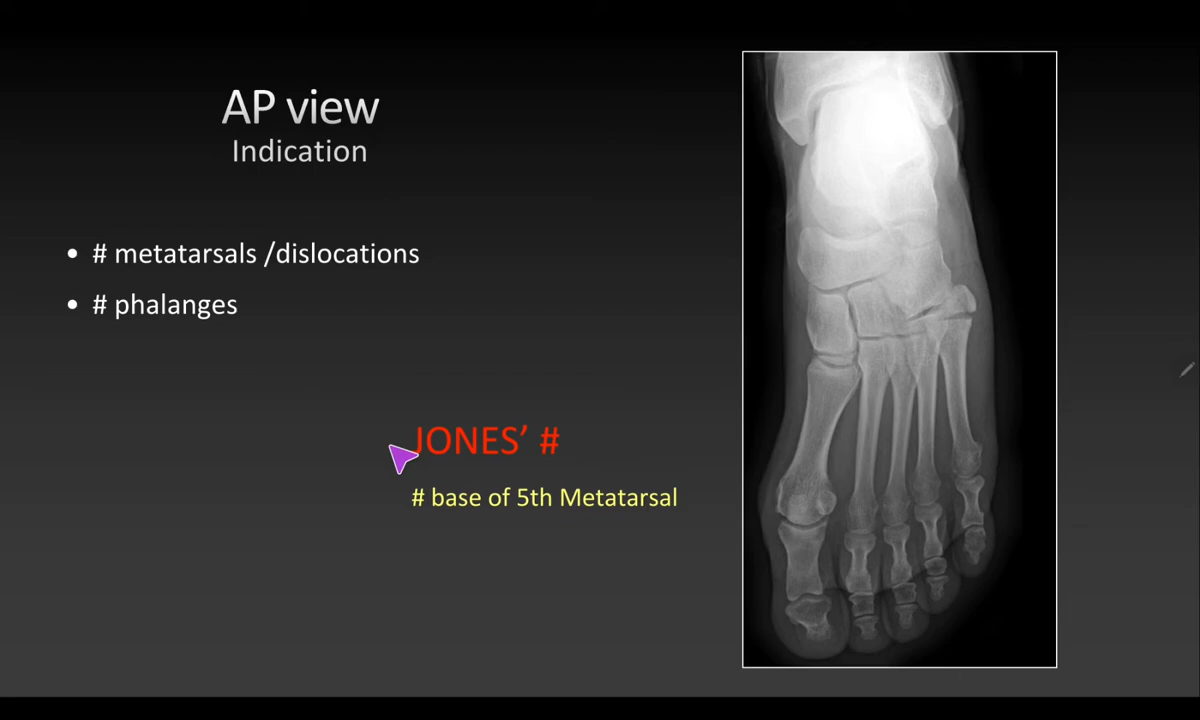 AP view
Indication
• # metatarsals /dislocations
• # phalanges
JONES’ #
# base of 5th Metatarsal